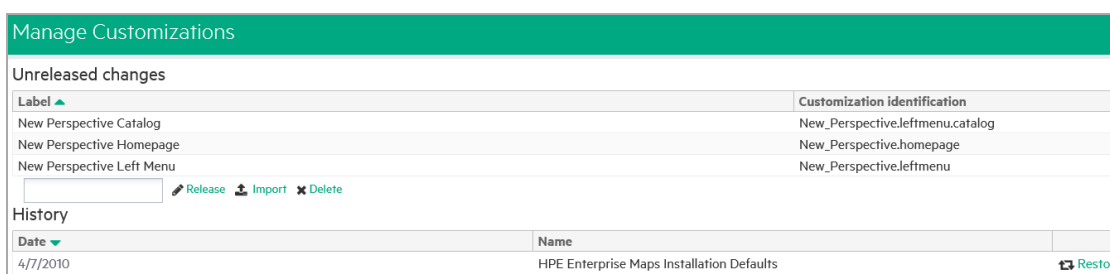 Manage Customizations
Unreleased changes
Label Customization identification
New Perspective Catalog New_Perspective.leftmenu.catalog
New Perspective Homepage New_Perspective.homepage
New Perspective Left Menu New_Perspective.leftmenu
Release Import Delete
History
Date Name
4/7/2010 HPE Enterprise Maps Installation Defaults Resto